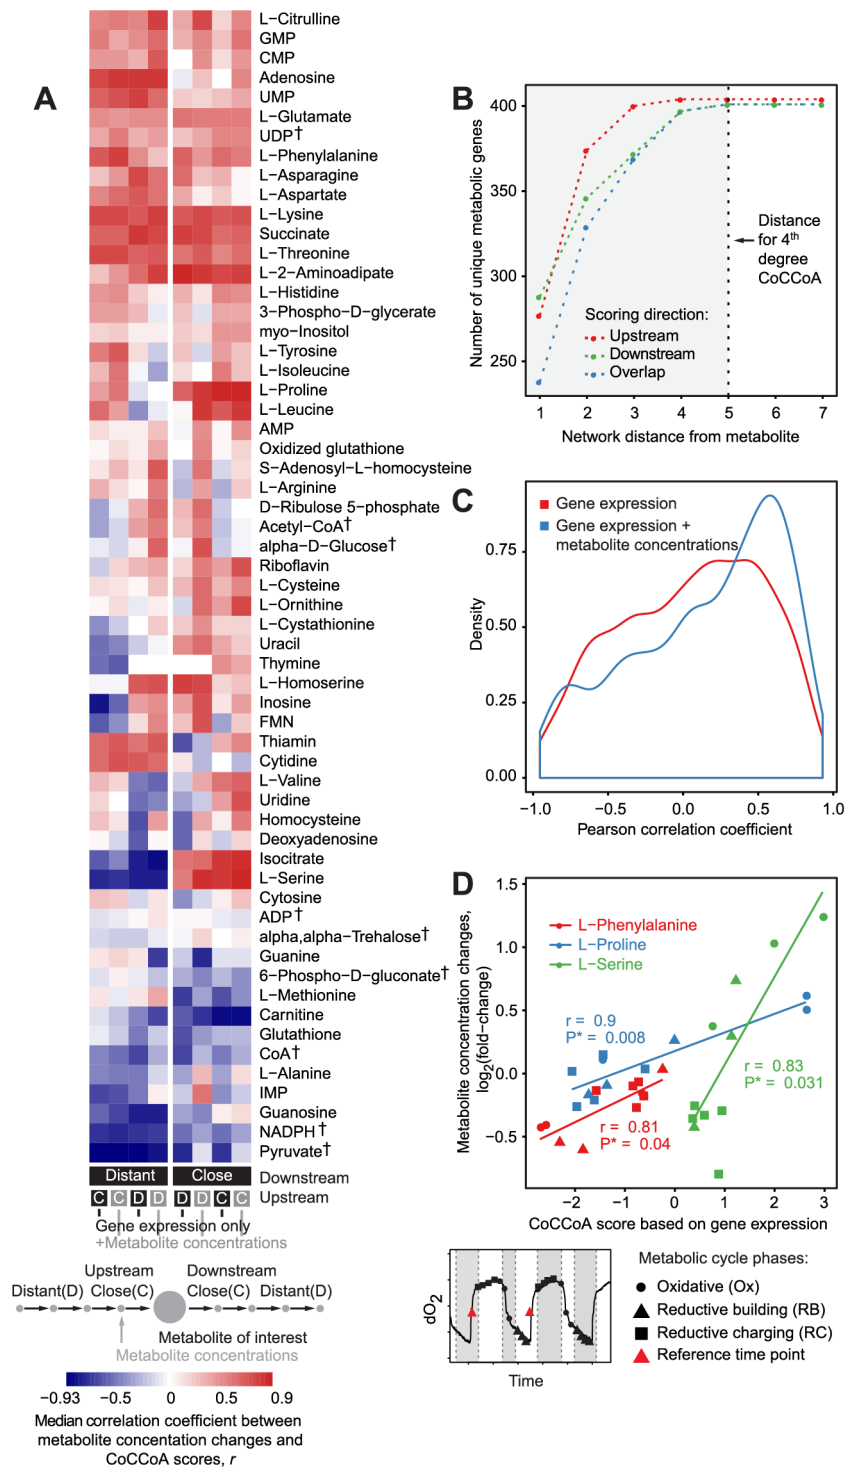 A
L−Citrulline
GMP
CMP
Adenosine
UMP
L−Glutamate
UDP†
L−Phenylalanine
L−Asparagine
L−Aspartate
L−Lysine
Succinate
L−Threonine
L−2−Aminoadipate
L−Histidine
3−Phospho−D−glycerate
myo−Inositol
L−Tyrosine
L−Isoleucine
L−Proline
L−Leucine
AMP
Oxidized glutathione
S−Adenosyl−L−homocysteine
L−Arginine
D−Ribulose 5−phosphate
Acetyl−CoA†
alpha−D−Glucose†
Riboflavin
L−Cysteine
L−Ornithine
L−Cystathionine
Uracil
Thymine
L−Homoserine
Inosine
FMN
Thiamin
Cytidine
L−Valine
Uridine
Homocysteine
Deoxyadenosine
Isocitrate
L−Serine
Cytosine
ADP†
alpha,alpha−Trehalose†
Guanine
6−Phospho−D−gluconate†
L−Methionine
Carnitine
Glutathione
CoA†
L−Alanine
IMP
Guanosine
NADPH†
Pyruvate†
Distant Close Downstream
C C D D D D C C Upstream
Gene expression only
+Metabolite concentrations
Upstream Downstream
Distant(D) Close(C) Close(C) Distant(D)
Metabolite of interest
Metabolite concentrations
−0.93 −0.5 0 0.5 0.9
Median correlation coefficient between
metabolite concentation changes and
CoCCoA scores, r
B
Number of unique metabolic genes
400
350
300
250
Distance
for 4th
degree
CoCCoA
Scoring direction:
Upstream
Downstream
Overlap
1 2 3 4 5 6 7
Network distance from metabolite
C
Gene expression
Gene expression +
metabolite concentrations
Density
0.75
0.50
0.25
0.00
−1.0 −0.5 0.0 0.5 1.0
Pearson correlation coefficient
D
Metabolite concentration changes,
log2(fold−change)
1.5
1.0
0.5
0.0
−0.5
L−Phenylalanine
L−Proline
L−Serine
r = 0.9
P* = 0.008
r = 0.83
P* = 0.031
r = 0.81
P* = 0.04
−2 −1 0 1 2 3
CoCCoA score based on gene expression
dO2
Time
Metabolic cycle phases:
Oxidative (Ox)
Reductive building (RB)
Reductive charging (RC)
Reference time point